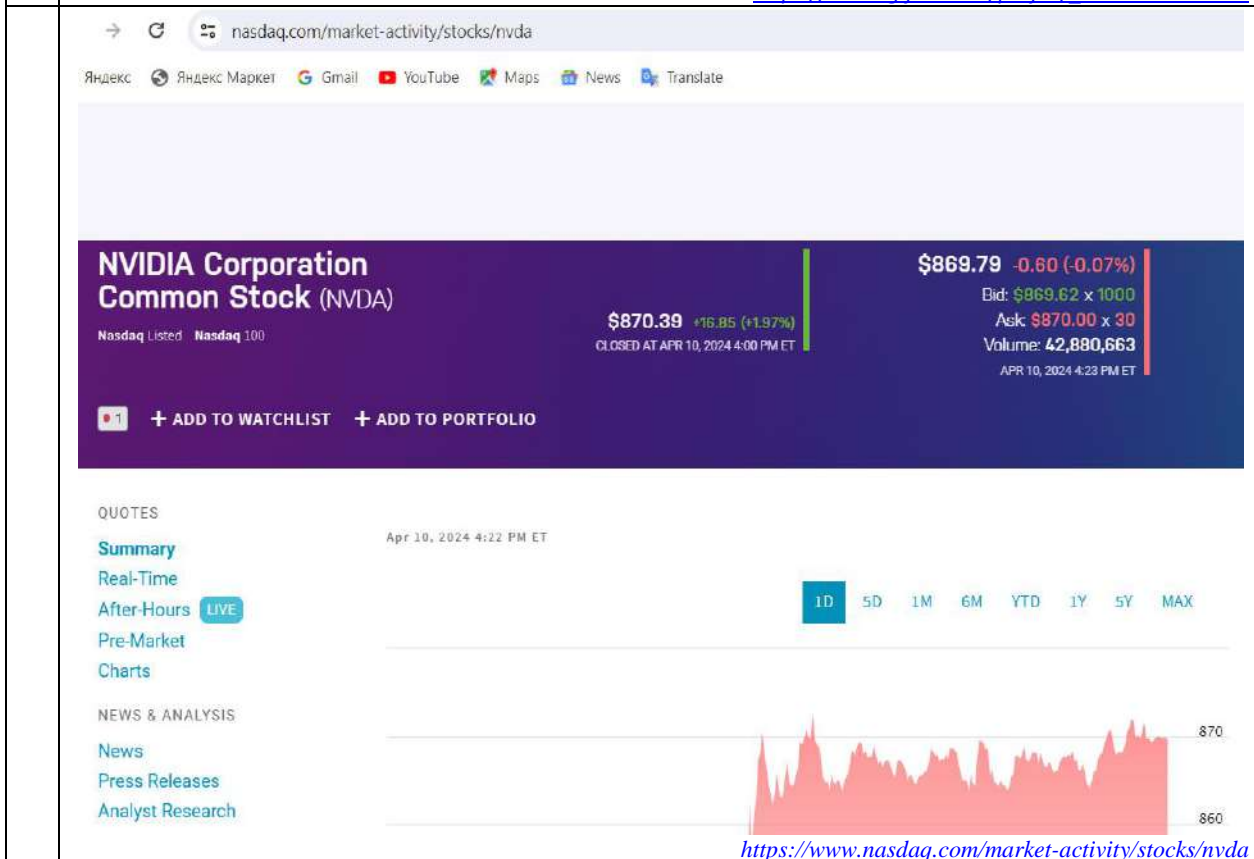 nasdaq.com/market-activity/stocks/nvda
Яндекс Яндекс Маркет Gmail YouTube Maps News Translate
NVIDIA Corporation
Common Stock (NVDA)
Nasdaq Listed Nasdaq 100
$870.39 +16.85 (+1.97%)
CLOSED AT APR 10, 2024 4:00 PM ET
$869.79 -0.60 (-0.07%)
Bid: $869.62 x 1000
Ask: $870.00 x 30
Volume: 42,880,663
APR 10, 2024 4:23 PM ET
1 + ADD TO WATCHLIST + ADD TO PORTFOLIO
QUOTES
Summary
Real-Time
After-Hours LIVE
Pre-Market
Charts
NEWS & ANALYSIS
News
Press Releases
Analyst Research
Apr 10, 2024 4:22 PM ET
1D 5D 1M 6M YTD 1Y 5Y MAX
870
860
https://www.nasdaq.com/market-activity/stocks/nvda